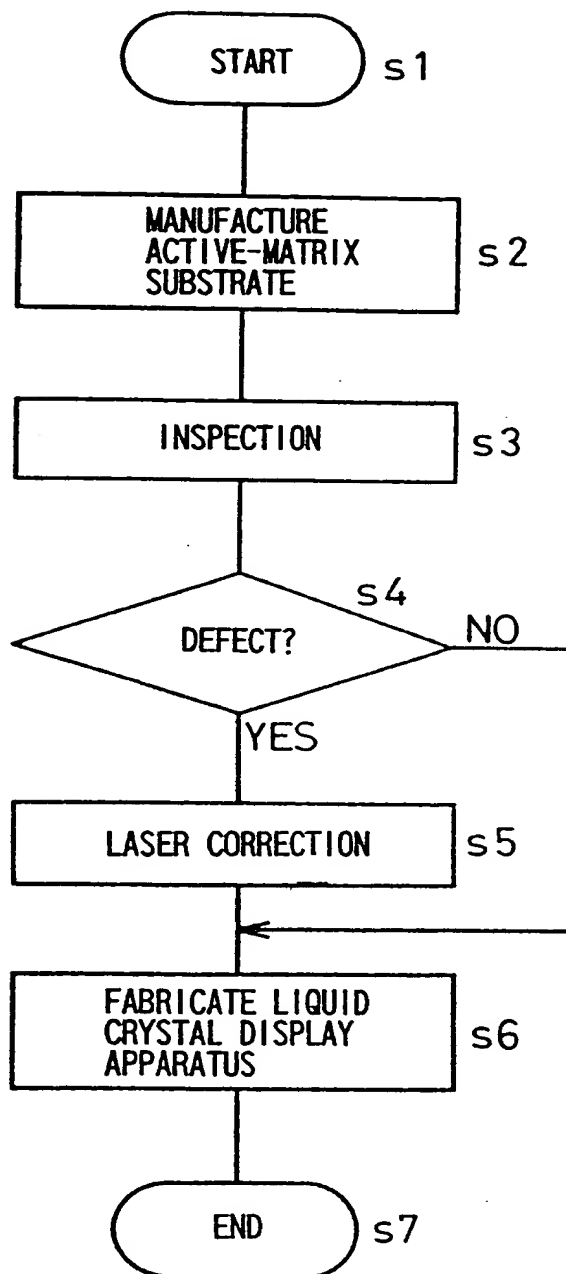 START s1
MANUFACTURE
ACTIVE-MATRIX
SUBSTRATE
s2
INSPECTION s3
s4
DEFECT? NO
YES
LASER CORRECTION s5
FABRICATE LIQUID
CRYSTAL DISPLAY
APPARATUS
s6
END s7